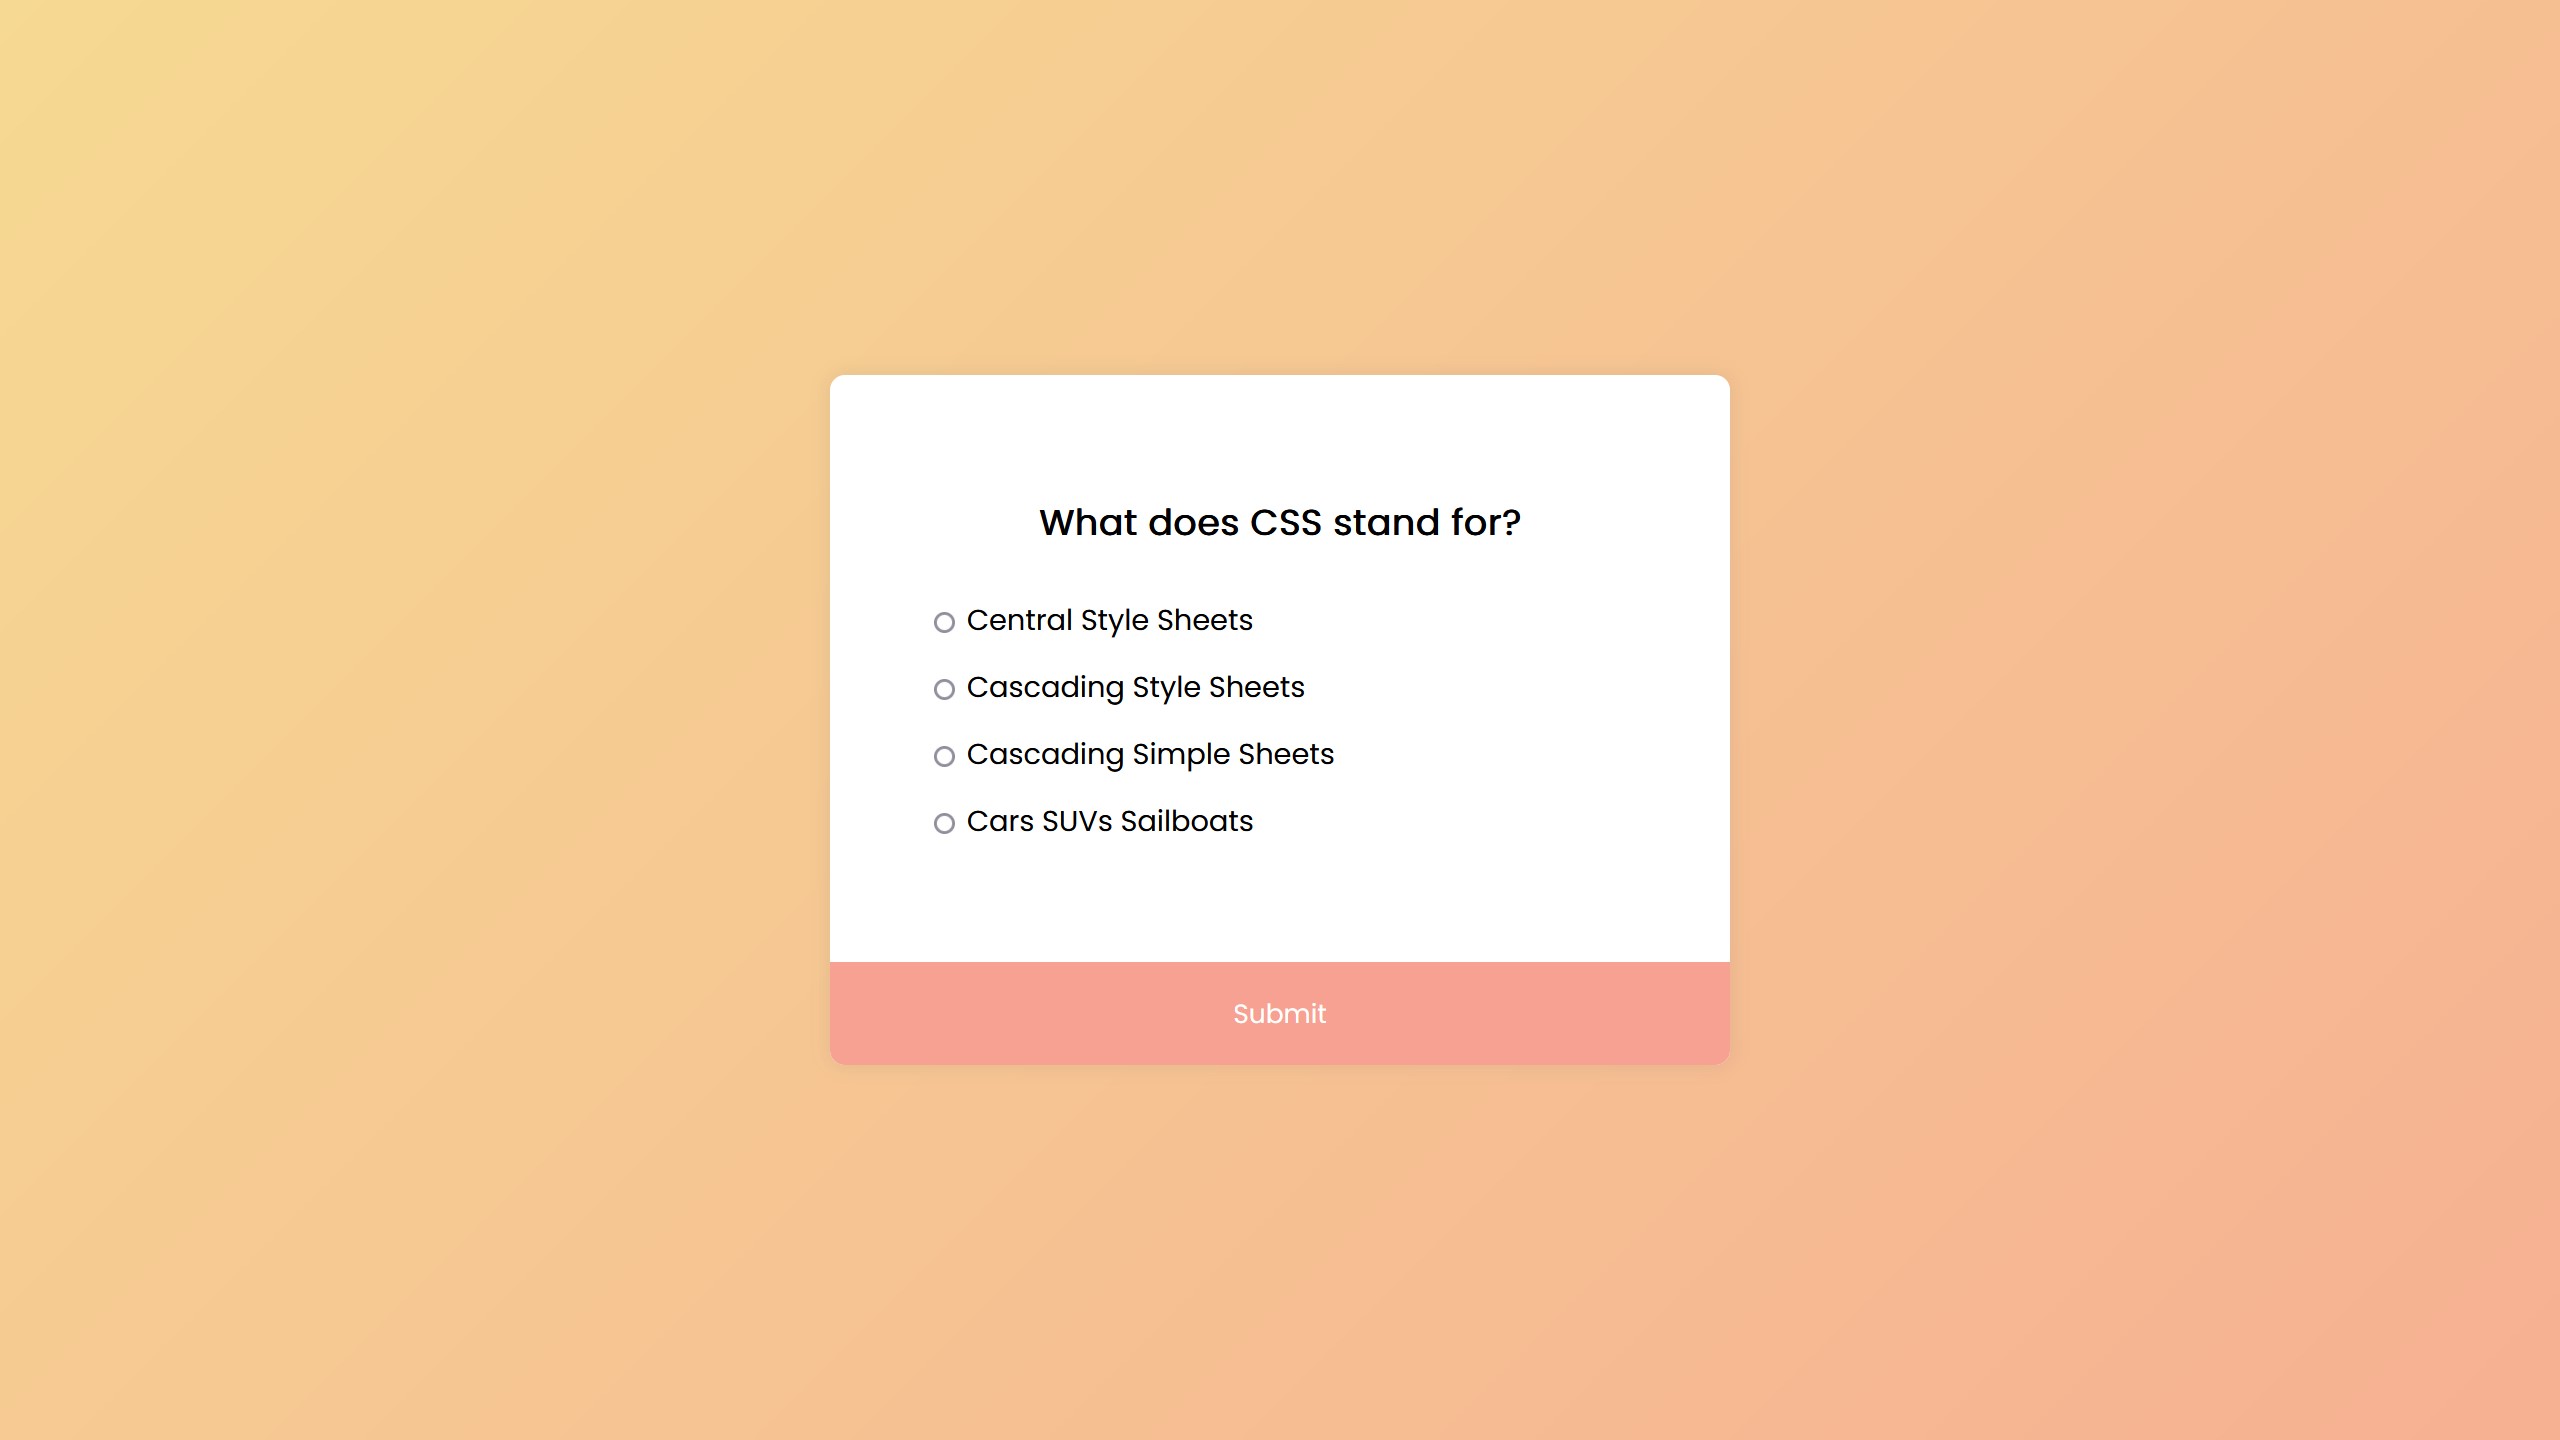 What does CSS stand for?
Central Style Sheets
Cascading Style Sheets
Cascading Simple Sheets
Cars SUVs Sailboats
Submit